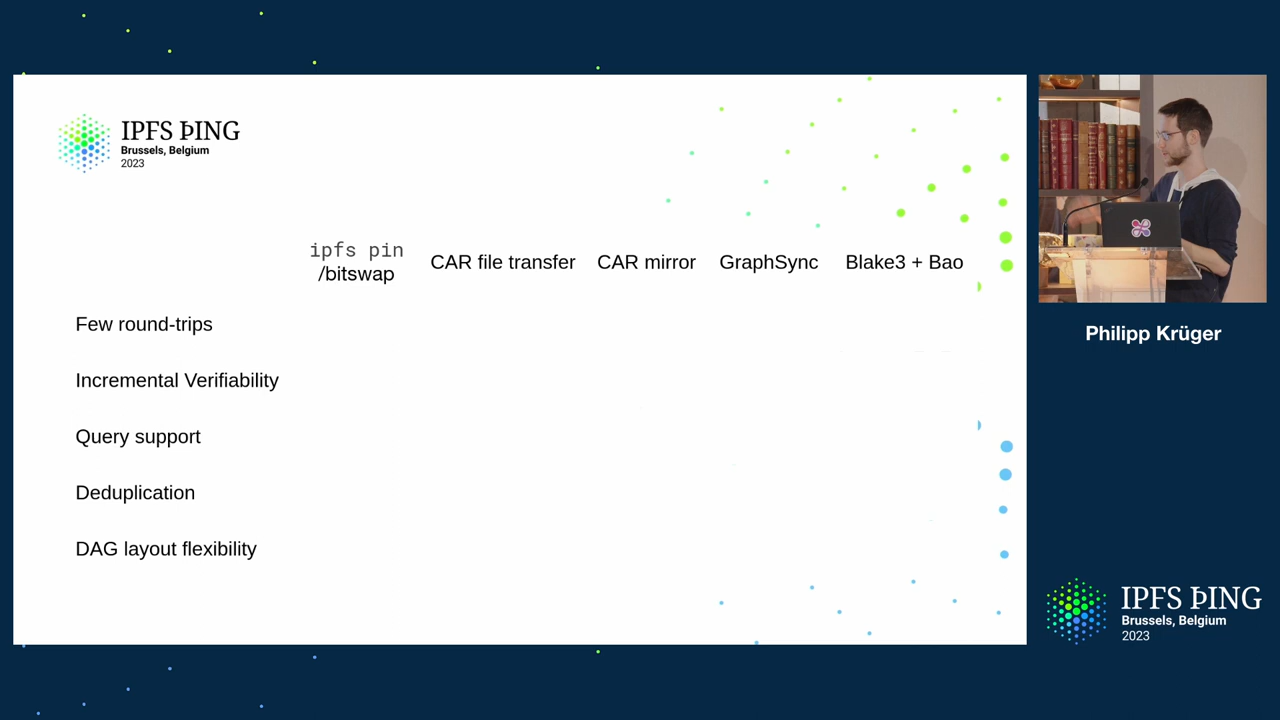 IPFS ÞING
Brussels, Belgium
2023
ipfs pin
/bitswap
CAR file transfer
CAR mirror
GraphSync
Blake3 + Bao
Few round-trips
Incremental Verifiability
Query support
Deduplication
DAG layout flexibility
Philipp Krüger
IPFS ÞING
Brussels, Belgium
2023